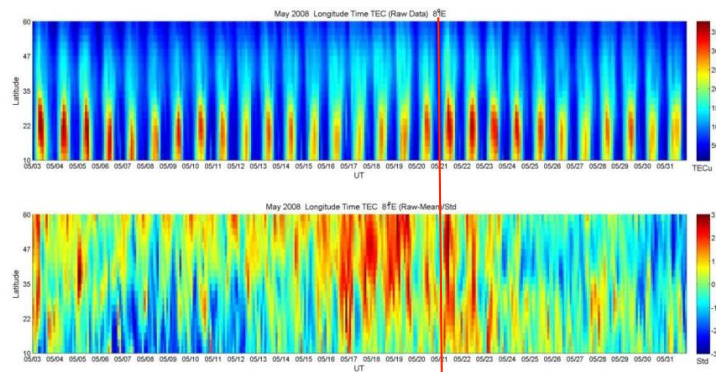 May 2008 Longitude Time TEC (Raw Data) 8°E
60
47
35
22
10
Latitude
05/03 05/04 05/05 05/06 05/07 05/08 05/09 05/10 05/11 05/12 05/13 05/14 05/15 05/16 05/17 05/18 05/19 05/20 05/21 05/22 05/23 05/24 05/25 05/26 05/27 05/28 05/29 05/30 05/31
UT
TECu
May 2008 Longitude Time TEC 8°E (Raw-Mean/Std
60
47
35
22
10
Latitude
05/03 05/04 05/05 05/06 05/07 05/08 05/09 05/10 05/11 05/12 05/13 05/14 05/15 05/16 05/17 05/18 05/19 05/20 05/21 05/22 05/23 05/24 05/25 05/26 05/27 05/28 05/29 05/30 05/31
UT
3
2
1
0
Std